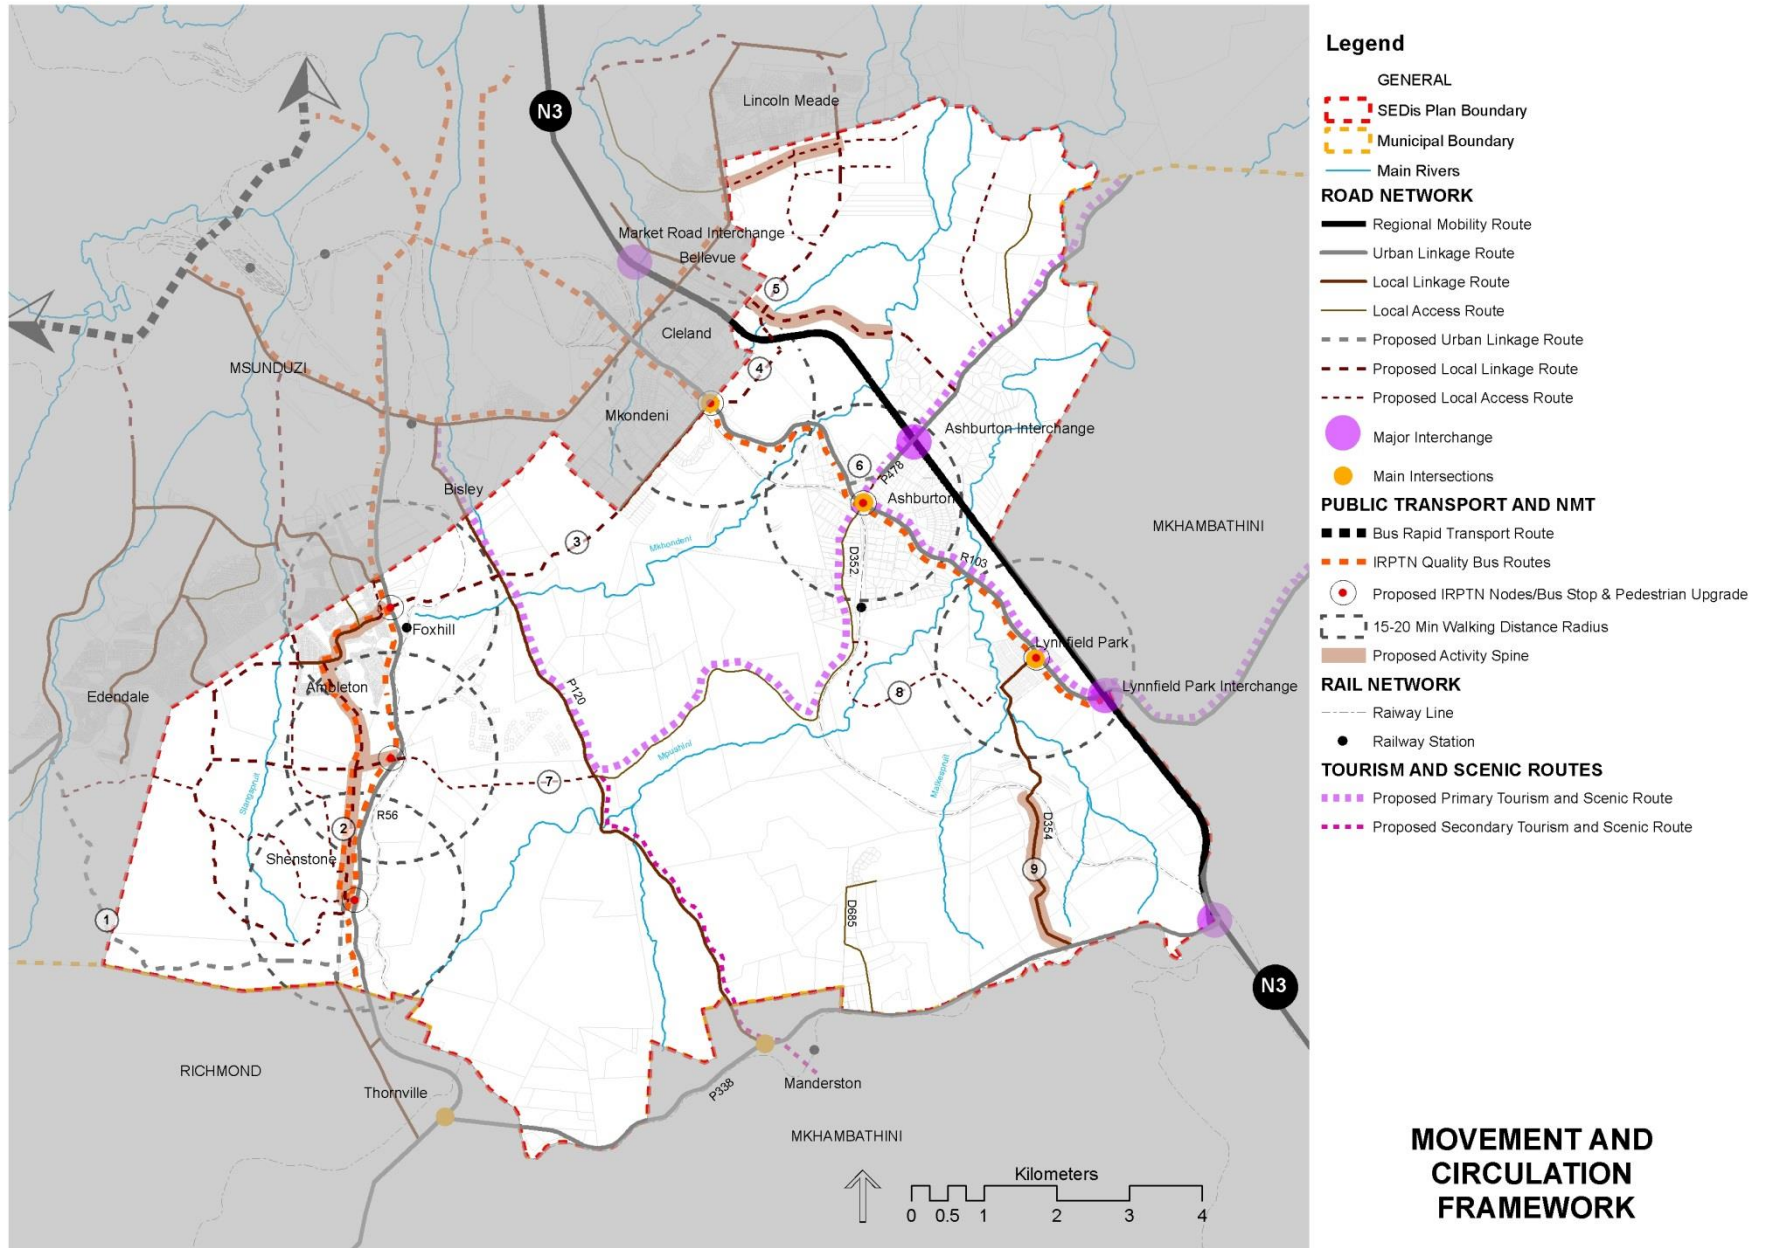 Legend
GENERAL
SEDis Plan Boundary
Municipal Boundary
Main Rivers
ROAD NETWORK
Regional Mobility Route
Urban Linkage Route
Local Linkage Route
Local Access Route
Proposed Urban Linkage Route
Proposed Local Linkage Route
Proposed Local Access Route
Major Interchange
Main Intersections
PUBLIC TRANSPORT AND NMT
Bus Rapid Transport Route
IRPTN Quality Bus Routes
Proposed IRPTN Nodes/Bus Stop & Pedestrian Upgrade
15-20 Min Walking Distance Radius
Proposed Activity Spine
RAIL NETWORK
Raiway Line
Railway Station
TOURISM AND SCENIC ROUTES
Proposed Primary Tourism and Scenic Route
Proposed Secondary Tourism and Scenic Route
MOVEMENT AND
CIRCULATION
FRAMEWORK
N3
Lincoln Meade
Market Road Interchange
Bellevue
5
Cleland
4
MSUNDUZI
Mkondeni
Ashburton Interchange
6
P478
Bisley
Ashburton
MKHAMBATHINI
3
Mkhondeni
D352
R103
Foxhill
Lynnfield Park
Ambleton
Edendale
P120
8
Lynnfield Park Interchange
Mpushini
7
Slangspruit
R56
2
Shenstone
D354
9
1
D685
N3
RICHMOND
Thornville
P338
Manderston
MKHAMBATHINI
Kilometers
0 0.5 1 2 3 4